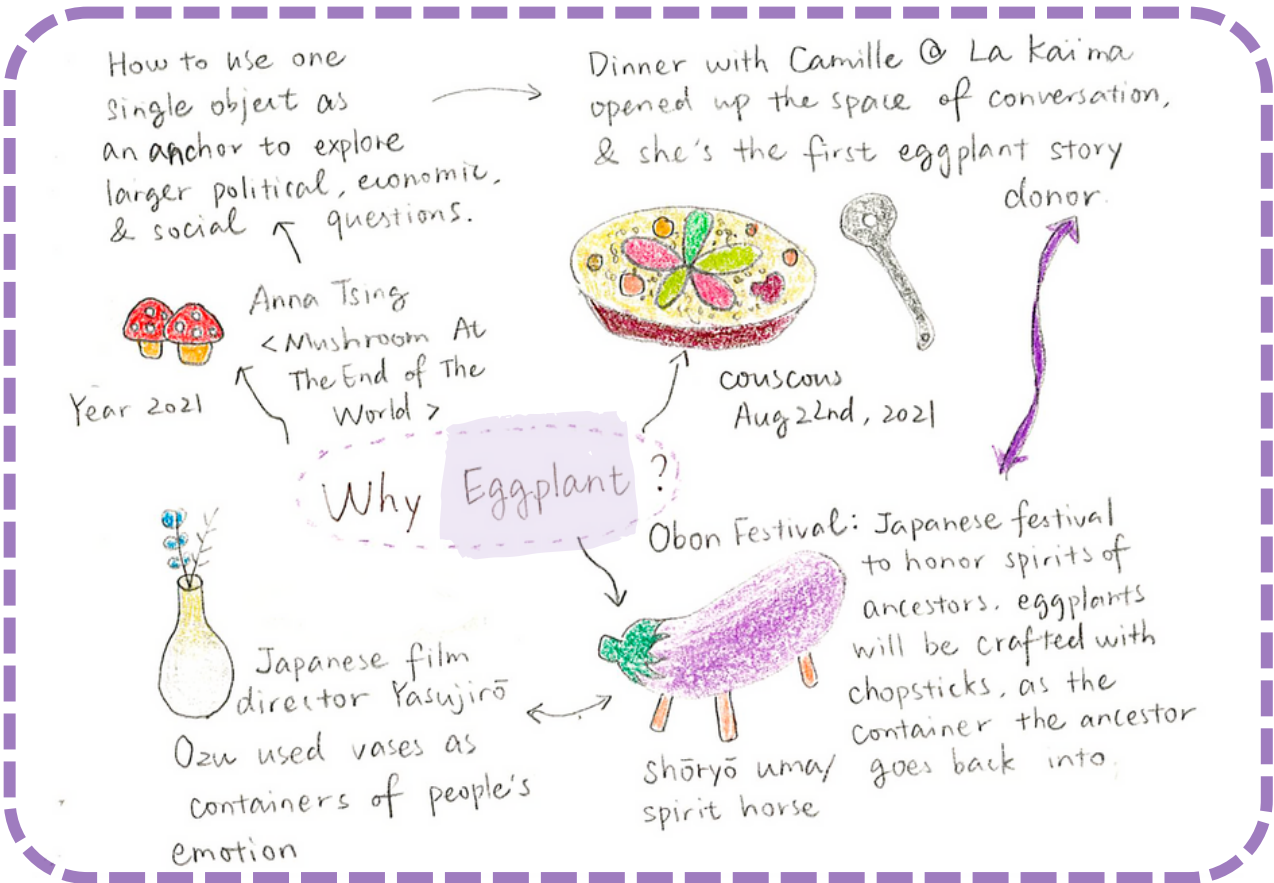 How to use one
single object as
an anchor to explore
larger political, economic,
& social questions.
Dinner with Camille @ La Kaïma
opened up the space of conversation,
& she's the first eggplant story
donor.
Anna Tsing
<Mushroom At
The End of The
World>
Year 2021
couscous
Aug 22nd, 2021
Why Eggplant ?
Obon Festival: Japanese festival
to honor spirits of
ancestors. eggplants
will be crafted with
chopsticks, as the
container the ancestor
goes back into.
Shōryō uma/
spirit horse
Japanese film
director Yasujirō
Ozu used vases as
containers of people's
emotion